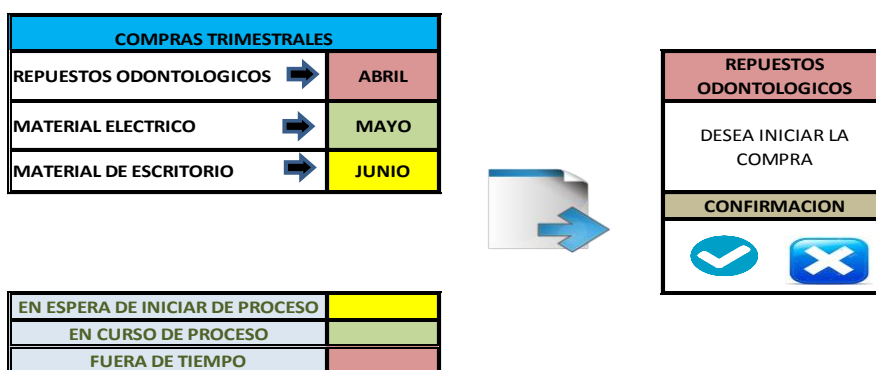 COMPRAS TRIMESTRALES
REPUESTOS ODONTOLOGICOS ABRIL
MATERIAL ELECTRICO MAYO
MATERIAL DE ESCRITORIO JUNIO
REPUESTOS
ODONTOLOGICOS
DESEA INICIAR LA
COMPRA
CONFIRMACION
EN ESPERA DE INICIAR DE PROCESO
EN CURSO DE PROCESO
FUERA DE TIEMPO